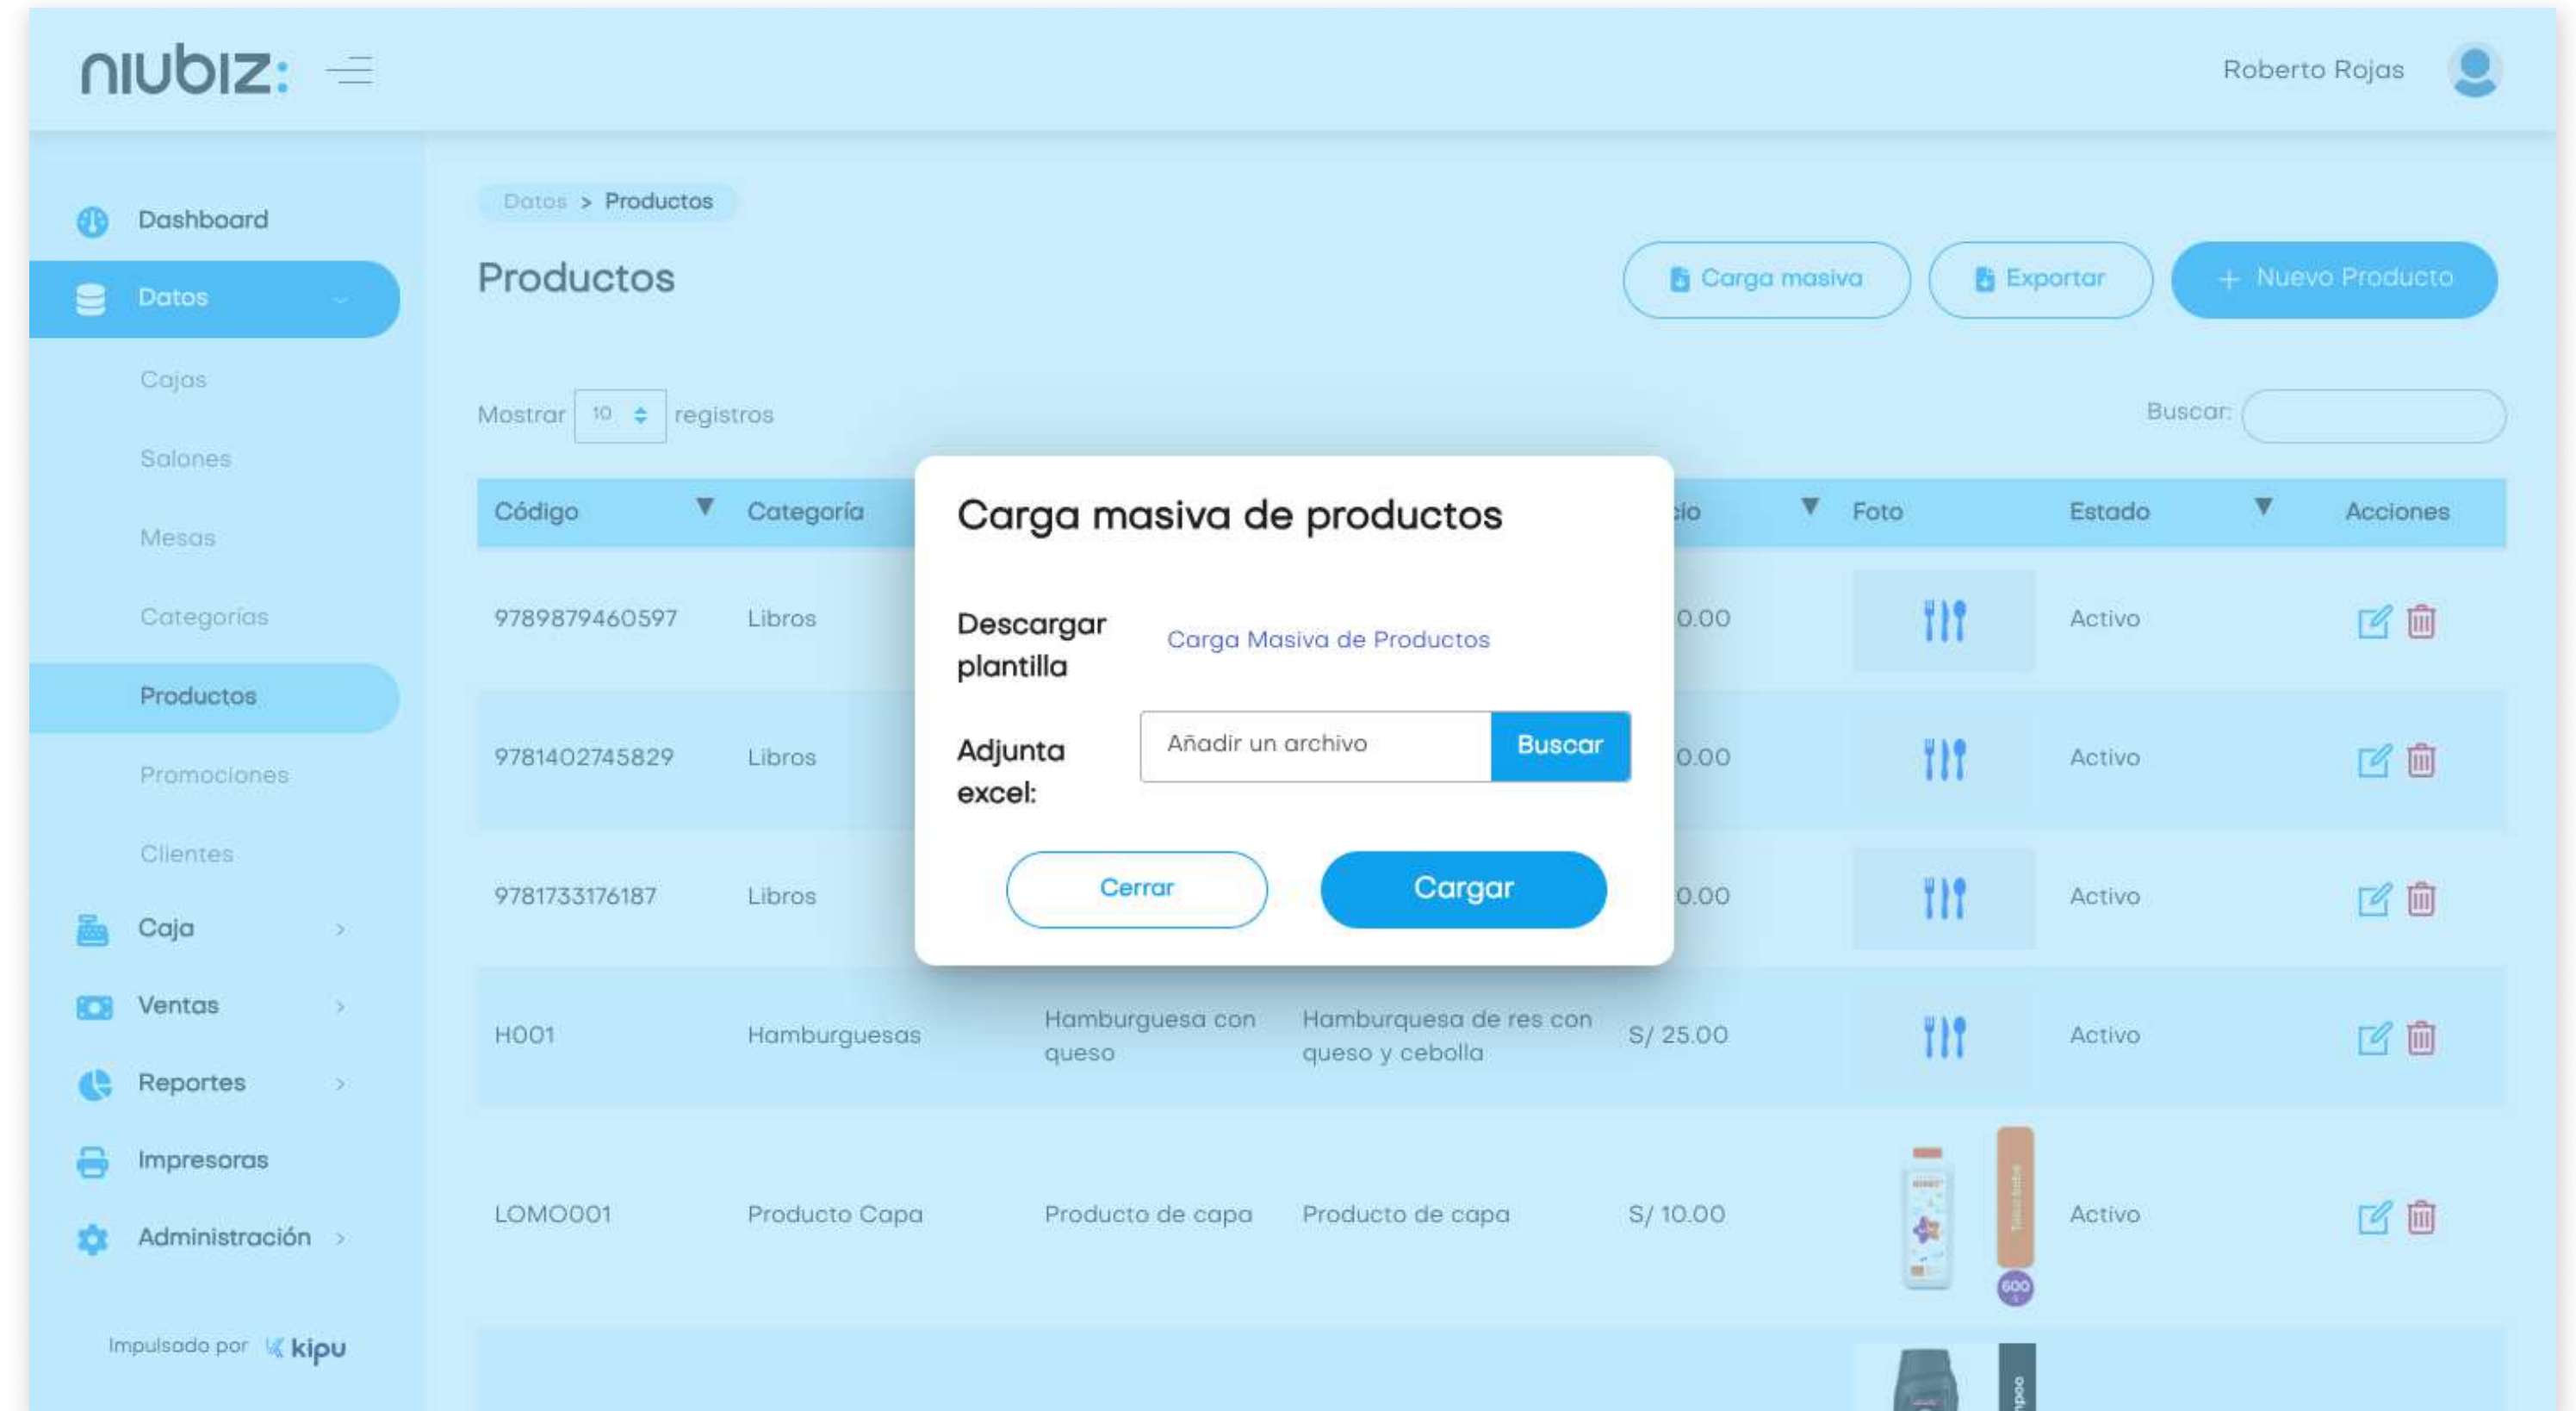 niubiz:
Roberto Rojas
Dashboard
Datos
Cajas
Salones
Mesas
Categorías
Productos
Promociones
Clientes
Caja
Ventas
Reportes
Impresoras
Administración
Impulsado por kipu
Datos > Productos
Productos
Carga masiva
Exportar
+ Nuevo Producto
Mostrar 10 registros
Buscar:
Código Categoría Foto Estado Acciones
9789879460597 Libros 0.00 Activo
9781402745829 Libros 0.00 Activo
9781733176187 Libros 0.00 Activo
H001 Hamburguesas Hamburguesa con Hamburquesa de res con S/ 25.00 Activo
queso queso y cebolla
LOMO001 Producto Capa Producto de capa Producto de capa S/ 10.00 Activo
600
Carga masiva de productos
Descargar
plantilla
Carga Masiva de Productos
Adjunta
excel:
Añadir un archivo
Buscar
Cerrar
Cargar